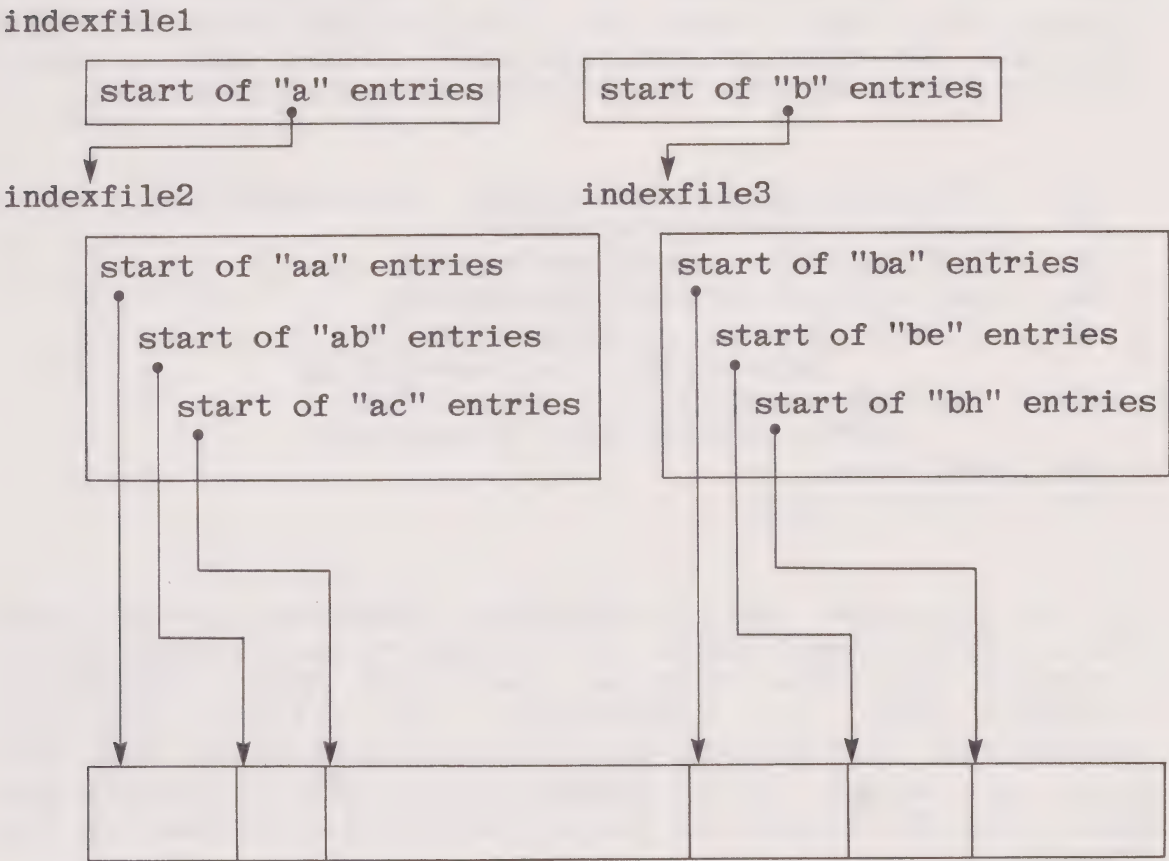 indexfile1
start of "a" entries
start of "b" entries
indexfile2
indexfile3
start of "aa" entries
start of "ab" entries
start of "ac" entries
start of "ba" entries
start of "be" entries
start of "bh" entries